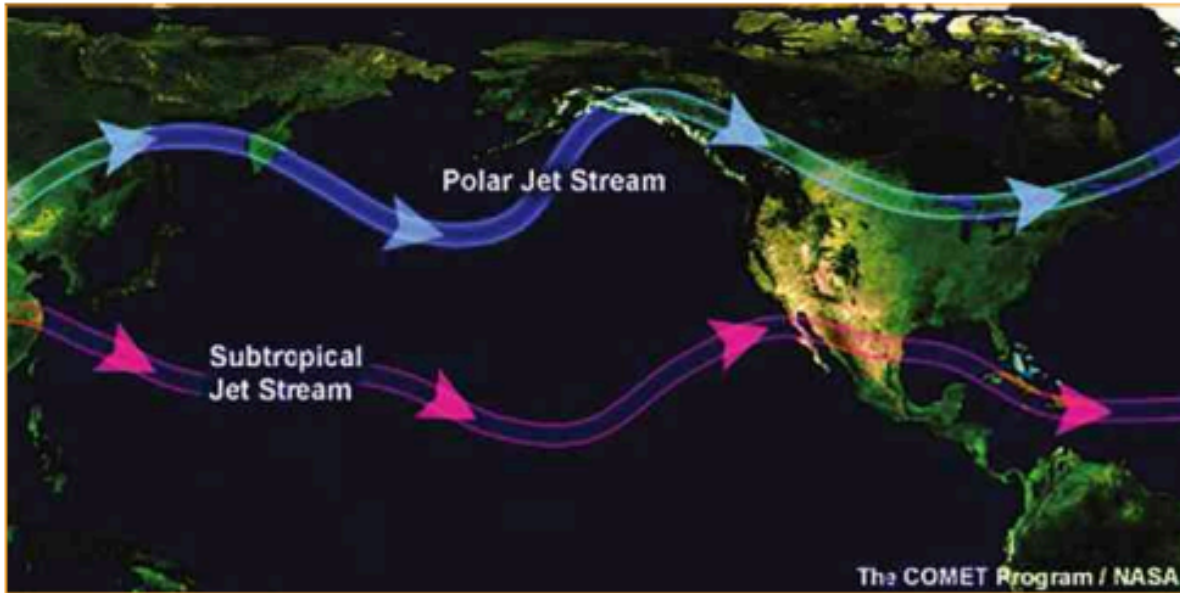 Polar Jet Stream
Subtropical
Jet Stream
The COMET Program / NASA